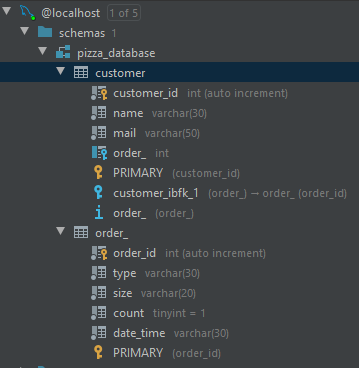 @localhost 1 of 5
schemas 1
pizza_database
customer
customer_id int (auto increment)
name varchar(30)
mail varchar(50)
order_ int
PRIMARY (customer_id)
customer_ibfk_1 (order_) → order_ (order_id)
order_ (order_)
order_
order_id int (auto increment)
type varchar(30)
size varchar(20)
count tinyint = 1
date_time varchar(30)
PRIMARY (order_id)